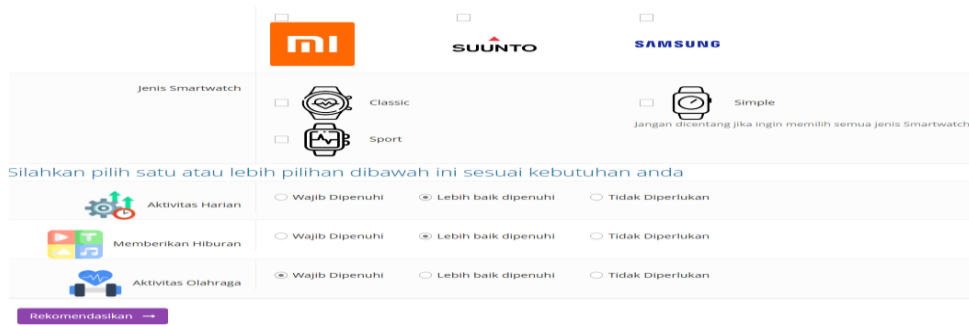 mi
SUUNTO
SAMSUNG
Jenis Smartwatch
Classic
Simple
Jangan dicentang jika ingin memilih semua jenis Smartwatch
Sport
Silahkan pilih satu atau lebih pilihan dibawah ini sesuai kebutuhan anda
Aktivitas Harian
Wajib Dipenuhi
Lebih baik dipenuhi
Tidak Diperlukan
T
Memberikan Hiburan
Wajib Dipenuhi
Lebih baik dipenuhi
Tidak Diperlukan
Aktivitas Olahraga
Wajib Dipenuhi
Lebih baik dipenuhi
Tidak Diperlukan
Rekomendasikan →